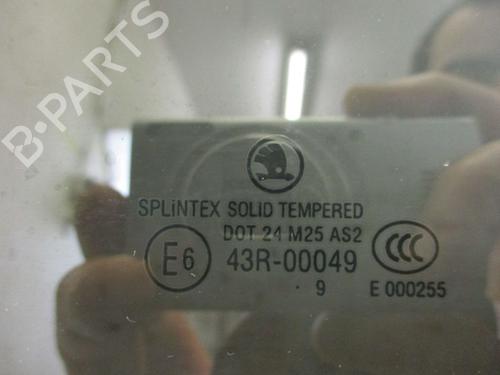 B-PARTS
SPLiNTEX SOLID TEMPERED
DOT 24 M25 AS2
E6 43R-00049 CCC
. 9 E 000255